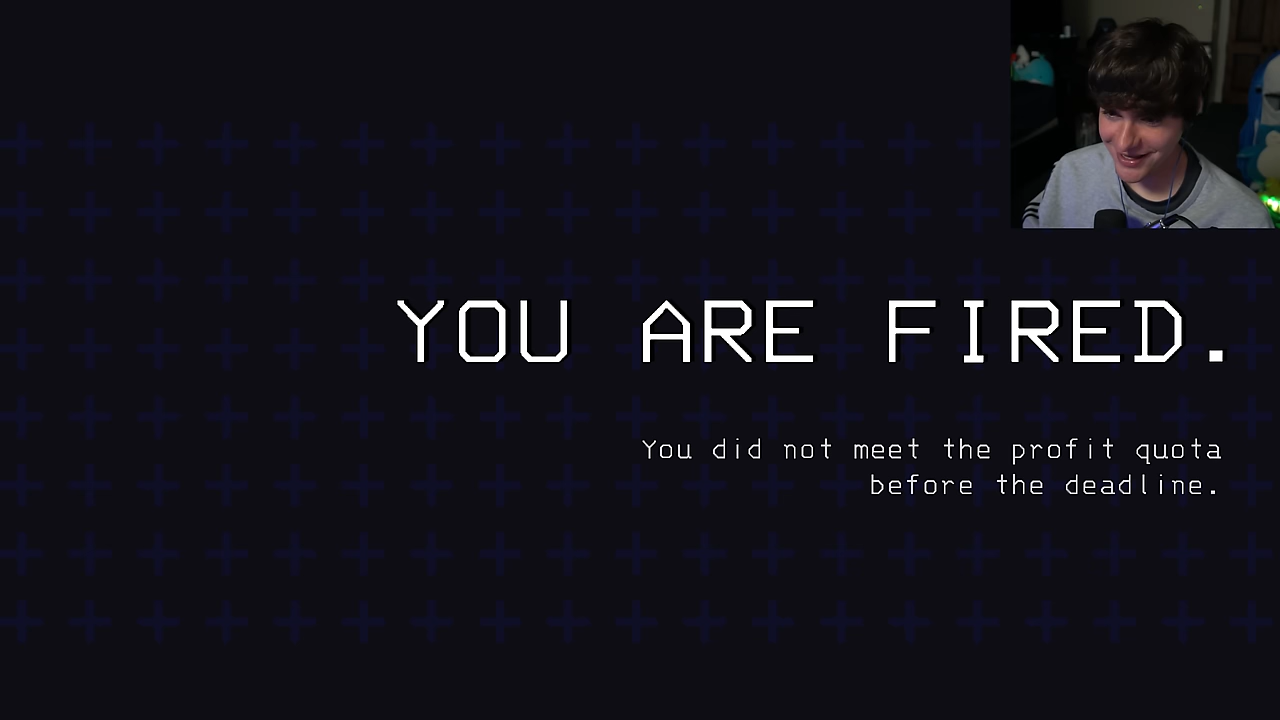 YOU ARE FIRED.
You did not meet the profit quota
before the deadline.